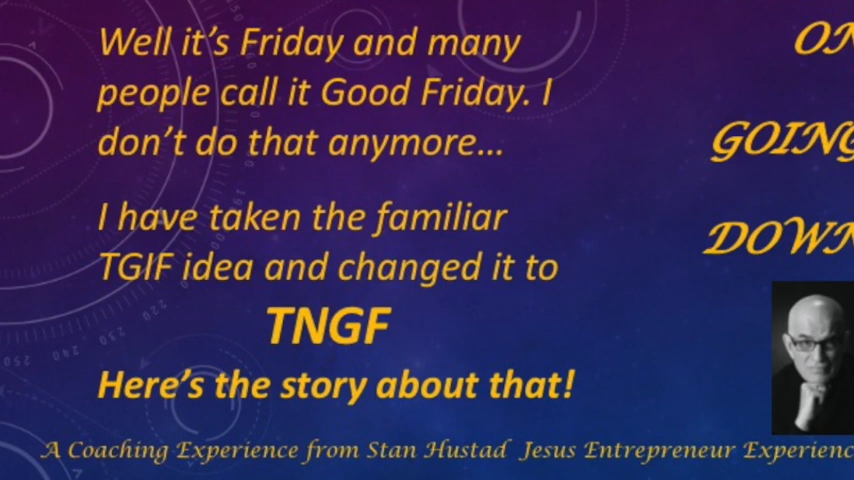 Well it's Friday and many
people call it Good Friday. I
don't do that anymore...
I have taken the familiar
TGIF idea and changed it to
TNGF
Here's the story about that!
ON
GOING
DOWN
A Coaching Experience from Stan Hustad Jesus Entrepreneur Experienc